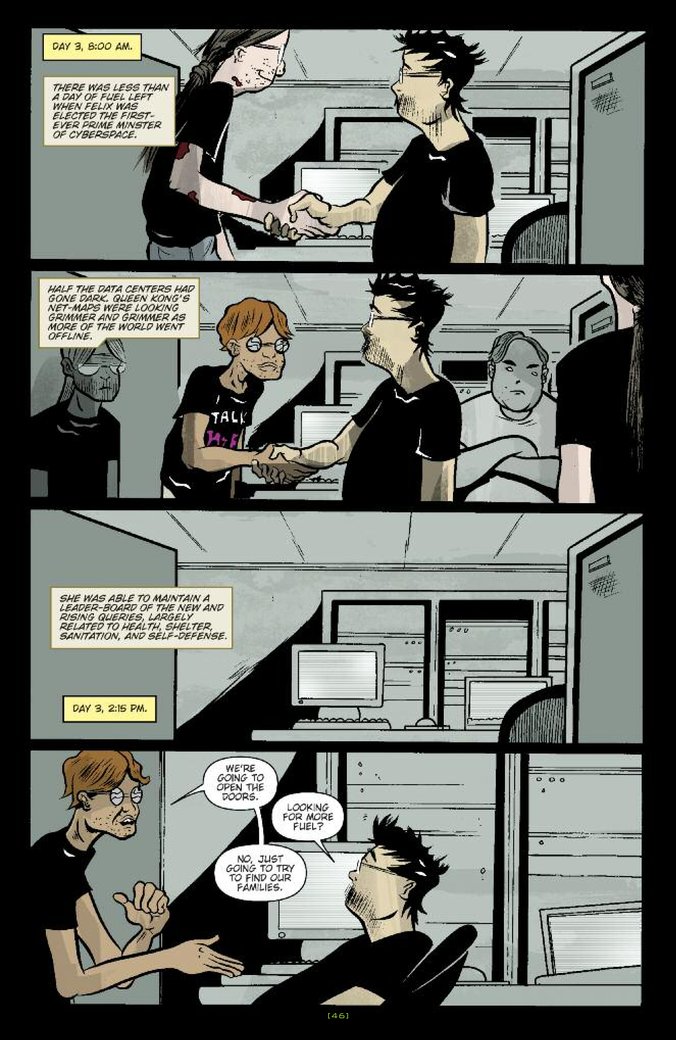 DAY 3, 8:00 AM.
THERE WAS LESS THAN
A DAY OF FUEL LEFT
WHEN FELIX WAS
ELECTED THE FIRST-
EVER PRIME MINSTER
OF CYBERSPACE.
HALF THE DATA CENTERS HAD
GONE DARK. QUEEN KONG'S
NET-MAPS WERE LOOKING
GRIMMER AND GRIMMER AS
MORE OF THE WORLD WENT
OFFLINE.
TALK
SHE WAS ABLE TO MAINTAIN A
LEADER-BOARD OF THE NEW AND
RISING QUERIES, LARGELY
RELATED TO HEALTH, SHELTER,
SANITATION, AND SELF-DEFENSE.
DAY 3, 2:15 PM.
WE'RE
GOING TO
OPEN THE
DOORS.
LOOKING
FOR MORE
FUEL?
NO, JUST
GOING TO TRY
TO FIND OUR
FAMILIES.
[46]